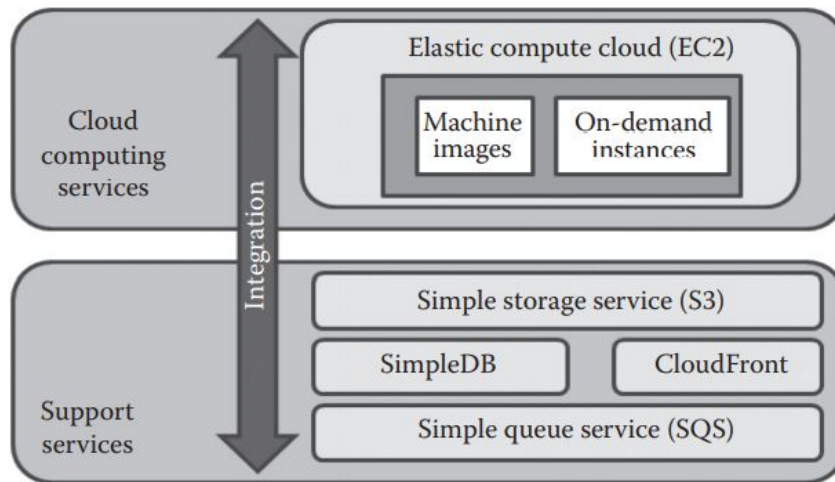 Elastic compute cloud (EC2)
Machine
images
On-demand
instances
Cloud
computing
services
Integration
Simple storage service (S3)
SimpleDB
CloudFront
Simple queue service (SQS)
Support
services